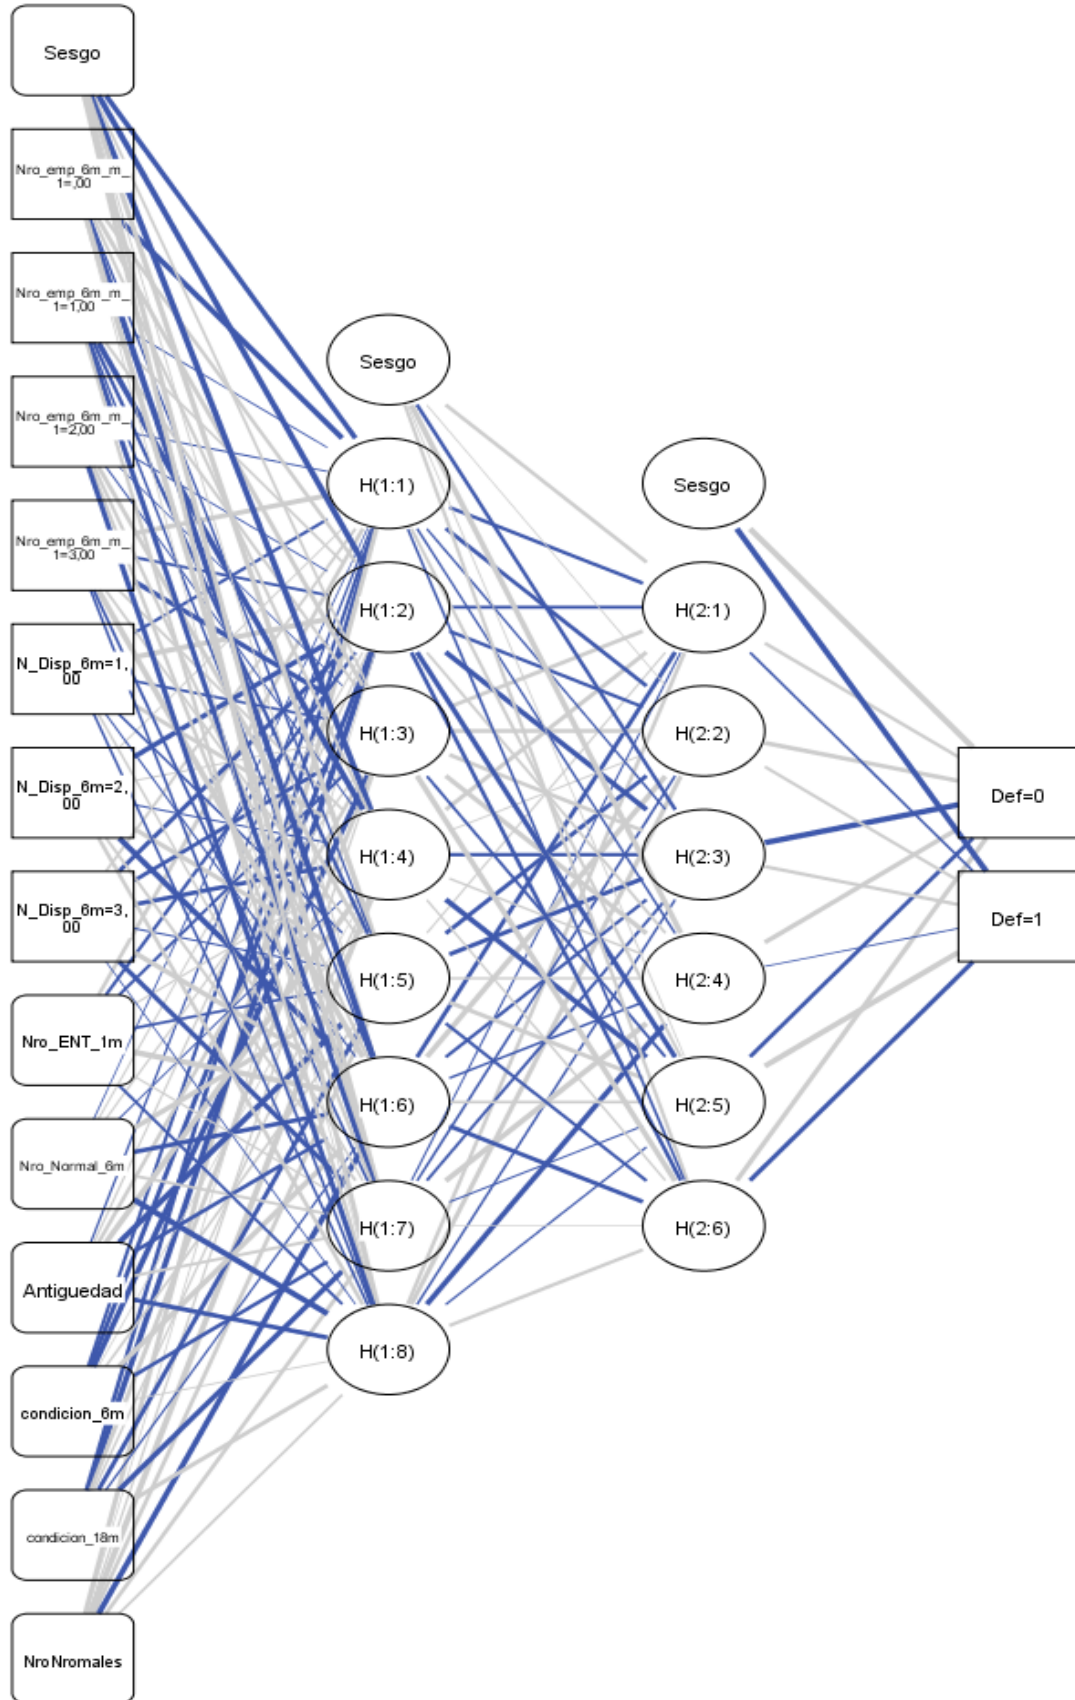 Sesgo
Nro_emp_6m_m_
1=,00
Nro_emp_6m_m_
1=1,00
Nro_emp_6m_m_
1=2,00
Nro_emp_6m_m_
1=3,00
N_Disp_6m=1,
00
N_Disp_6m=2,
00
N_Disp_6m=3,
00
Nro_ENT_1m
Nro_Normal_6m
Antiguedad
condicion_6m
condicion_18m
NroNromales
Sesgo
H(1:1)
H(1:2)
H(1:3)
H(1:4)
H(1:5)
H(1:6)
H(1:7)
H(1:8)
Sesgo
H(2:1)
H(2:2)
H(2:3)
H(2:4)
H(2:5)
H(2:6)
Def=0
Def=1